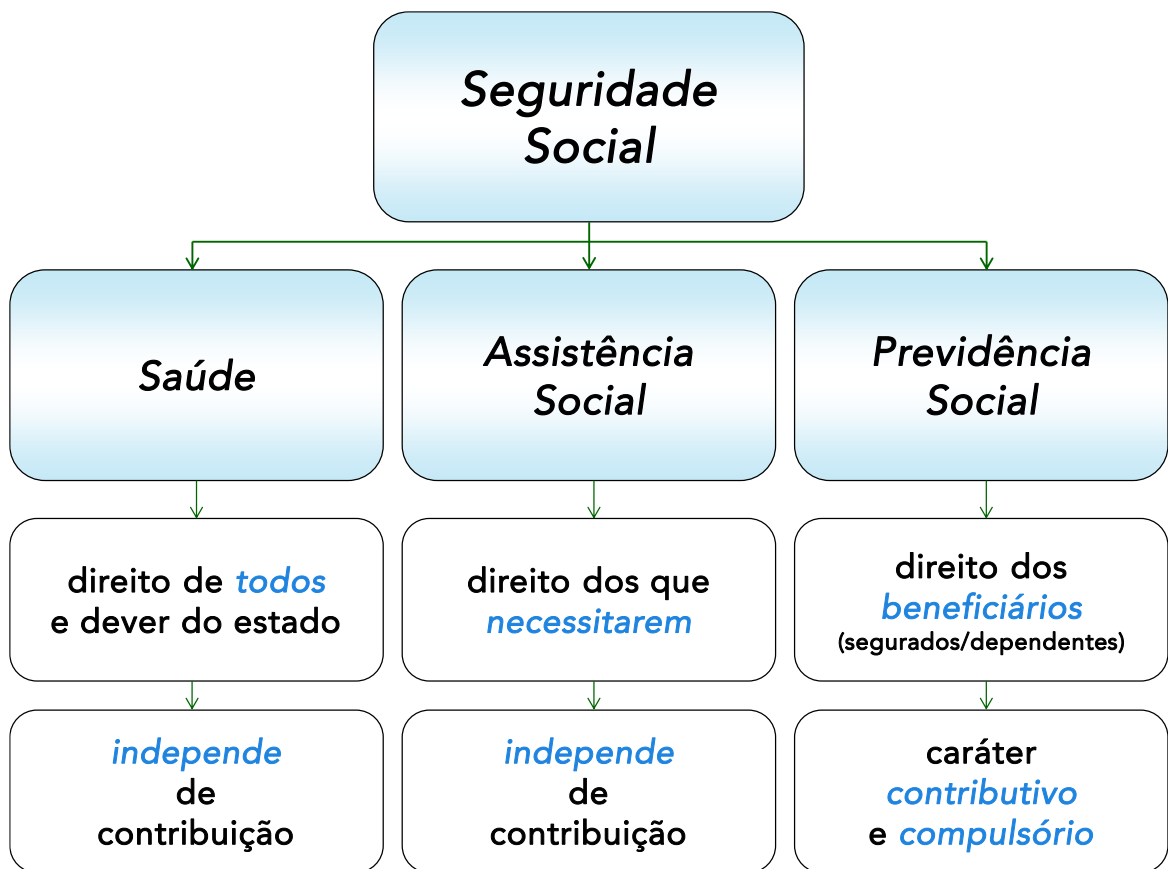 Seguridade
Social
Saúde
Assistência
Social
Previdência
Social
direito de todos
e dever do estado
direito dos que
necessitarem
direito dos
beneficiários
(segurados/dependentes)
independe
de
contribuição
independe
de
contribuição
caráter
contributivo
e compulsório